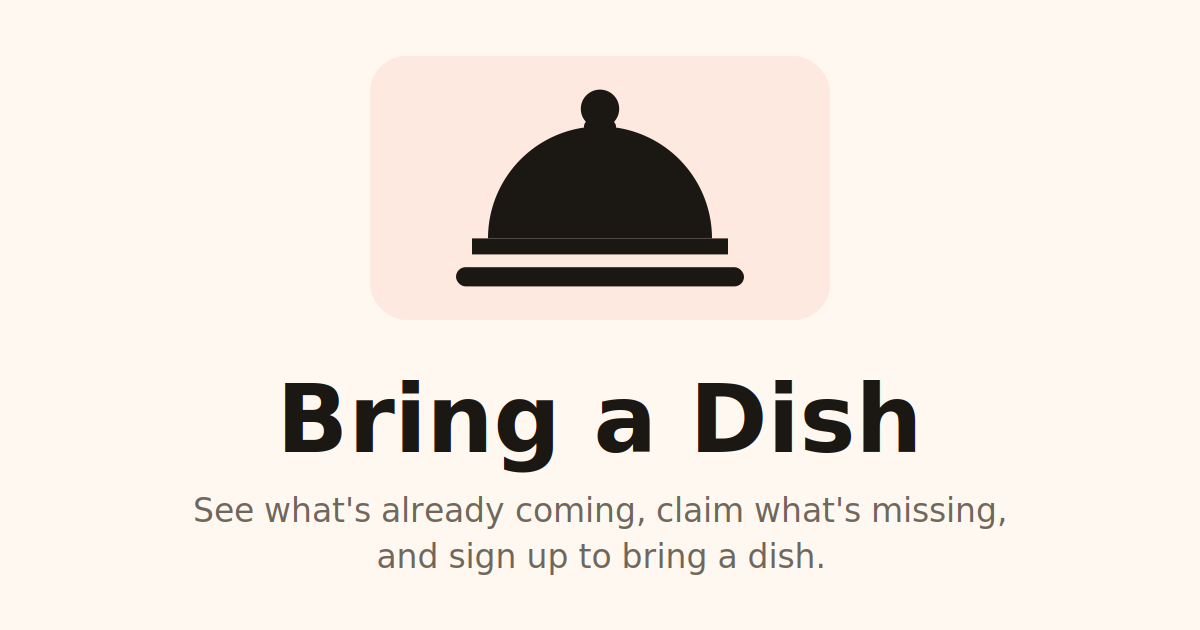 Bring a Dish
See what's already coming, claim what's missing,
and sign up to bring a dish.